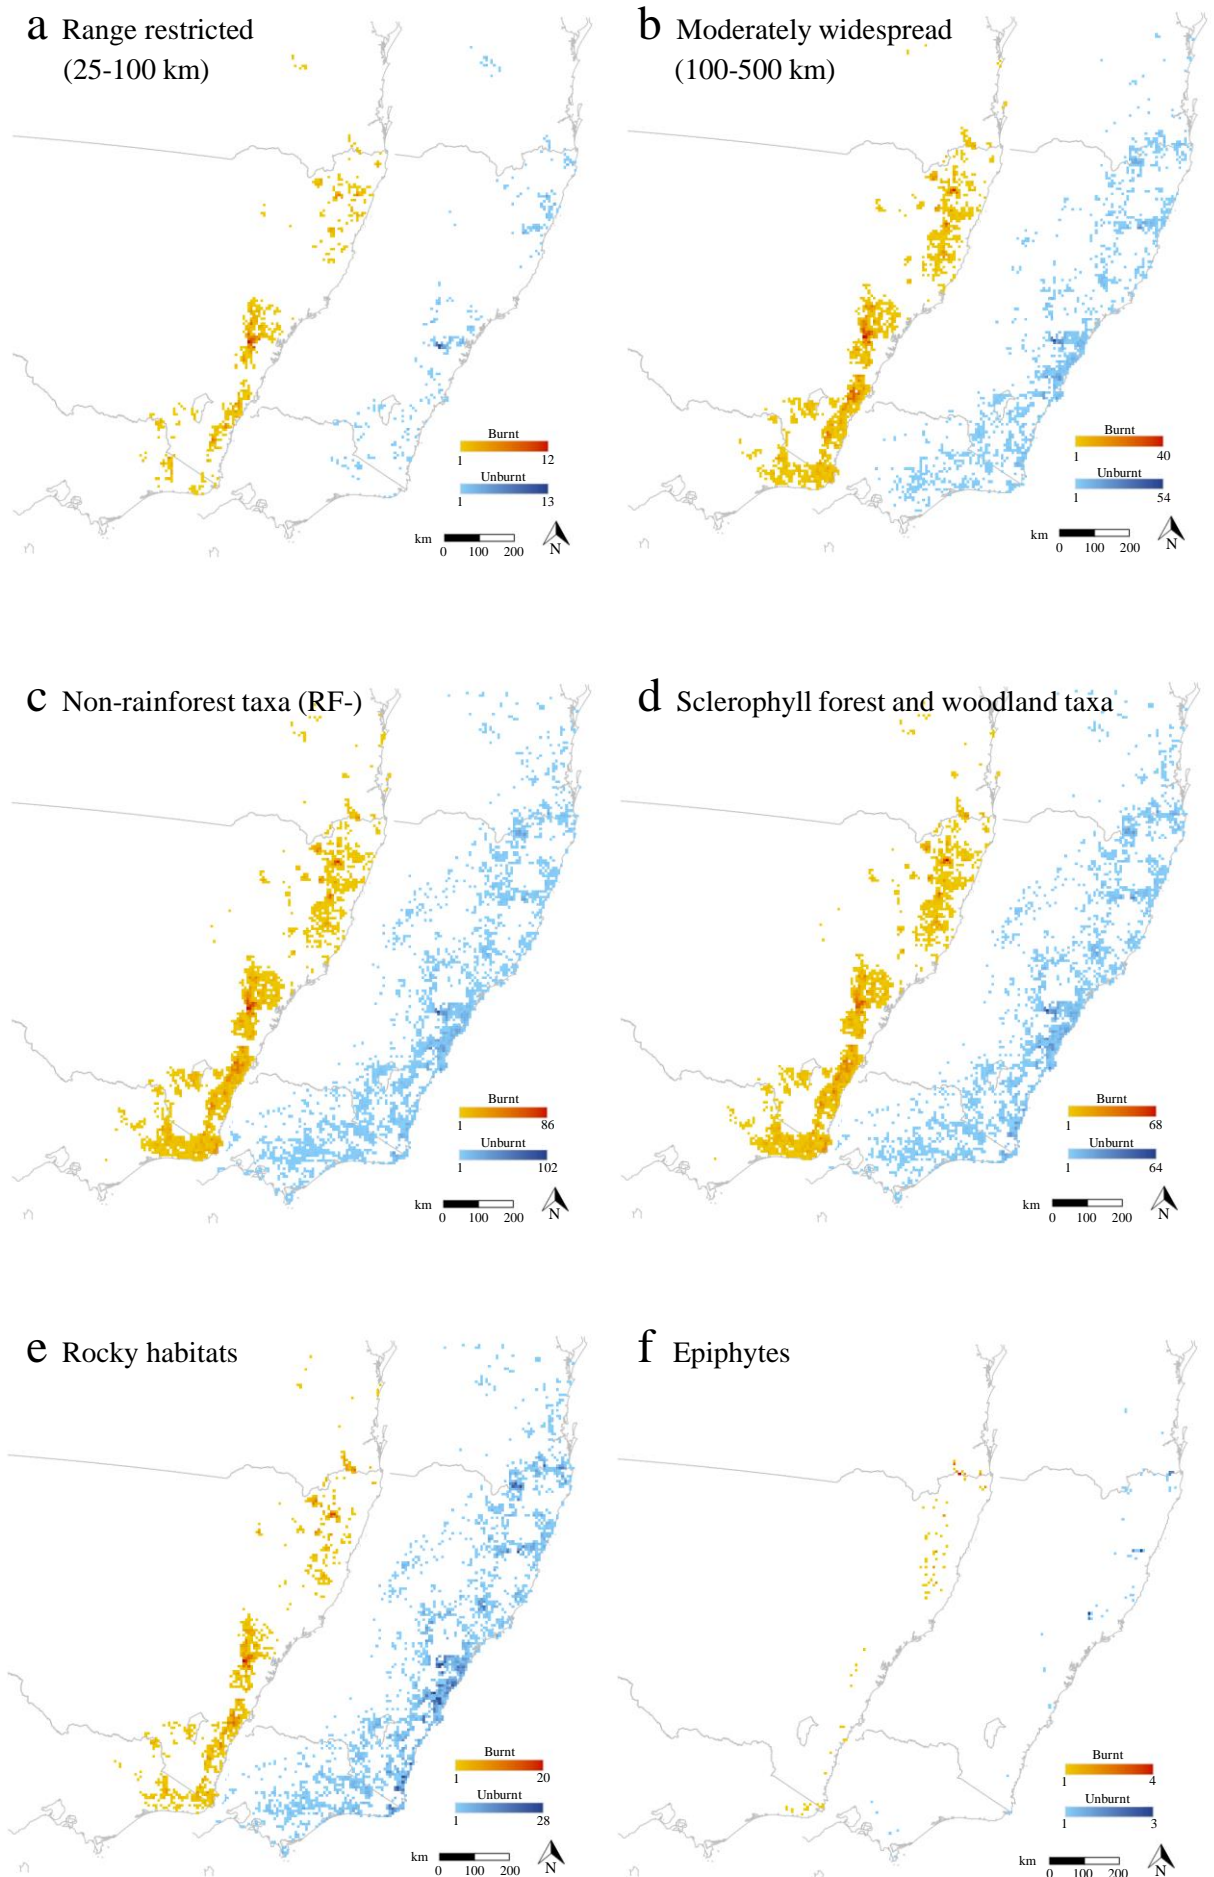 a Range restricted
(25-100 km)
Burnt
1 12
Unburnt
1 13
km
0 100 200
N
b Moderately widespread
(100-500 km)
Burnt
1 40
Unburnt
1 54
km
0 100 200
N
c Non-rainforest taxa (RF-)
Burnt
1 86
Unburnt
1 102
km
0 100 200
N
d Sclerophyll forest and woodland taxa
Burnt
1 68
Unburnt
1 64
km
0 100 200
N
e Rocky habitats
Burnt
1 20
Unburnt
1 28
km
0 100 200
N
f Epiphytes
Burnt
1 4
Unburnt
1 3
km
0 100 200
N